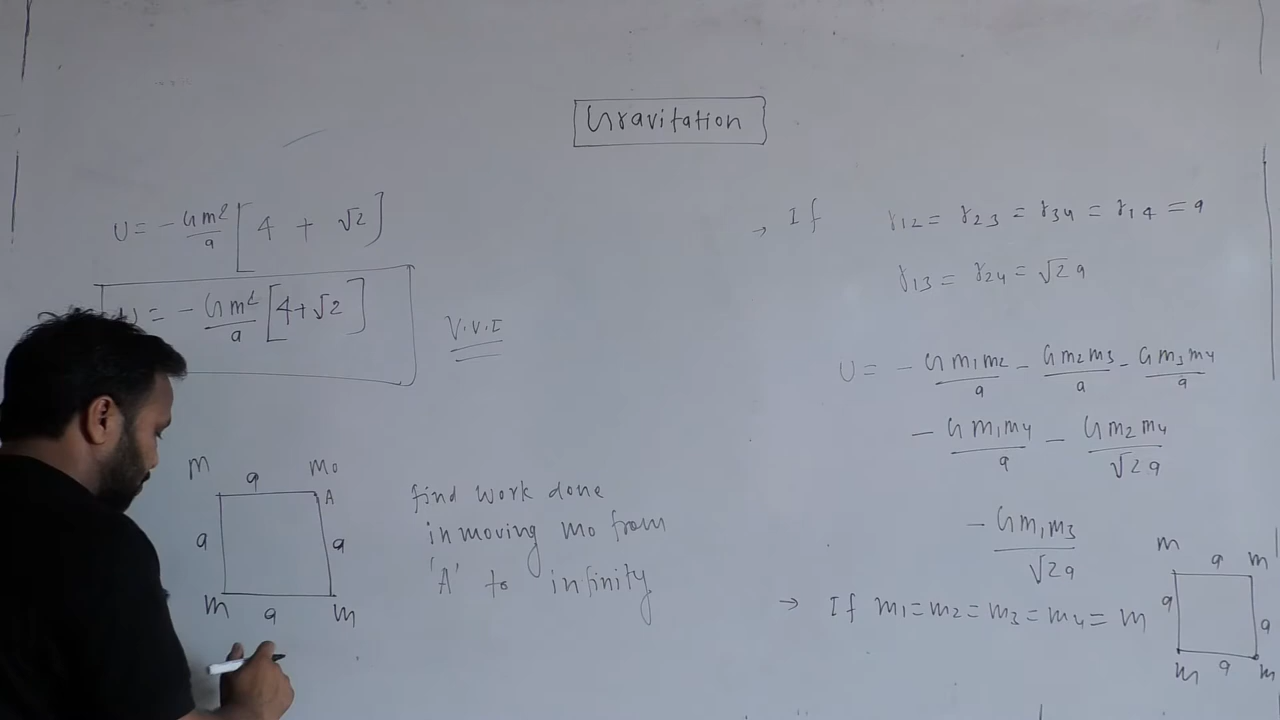 Gravitation
U = - Gm²/a [ 4 + √2 ]
U = - Gm²/a [4+√2]
V.V.I
m a m₀
A
a a
m a m
find work done
in moving m₀ from
'A' to infinity
→ If r₁₂ = r₂₃ = r₃₄ = r₁₄ = a
r₁₃ = r₂₄ = √2 a
U = - Gm₁m₂/a - Gm₂m₃/a - Gm₃m₄/a
- Gm₁m₄/a - Gm₂m₄/√2a
- Gm₁m₃/√2a
→ If m₁=m₂=m₃=m₄= m
m a m
a a
m a m